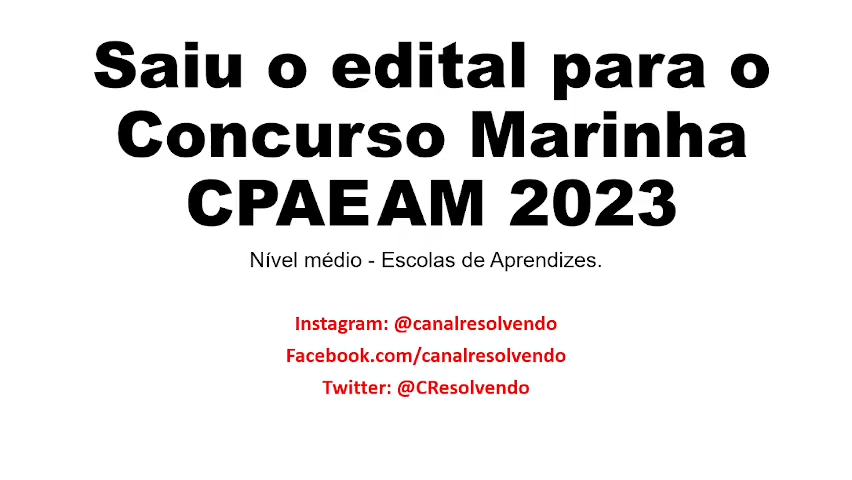 Saiu o edital para o
Concurso Marinha
CPAEAM 2023
Nível médio - Escolas de Aprendizes.
Instagram: @canalresolvendo
Facebook.com/canalresolvendo
Twitter: @CResolvendo